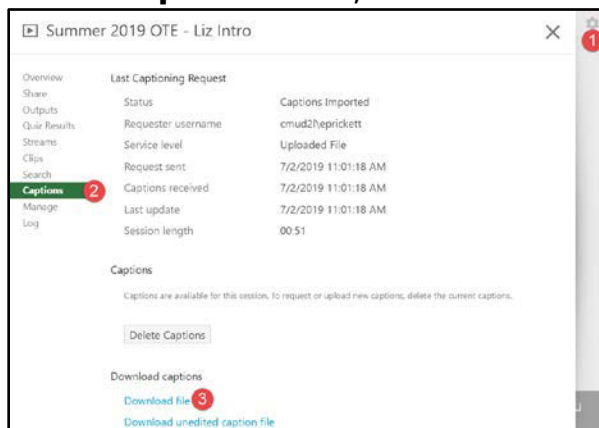 Summer 2019 OTE - Liz Intro
1
Overview
Share
Outputs
Quiz Results
Streams
Clips
Search
Captions 2
Manage
Log
Last Captioning Request
Status Captions Imported
Requester username cmud2l\eprickett
Service level Uploaded File
Request sent 7/2/2019 11:01:18 AM
Captions received 7/2/2019 11:01:18 AM
Last update 7/2/2019 11:01:18 AM
Session length 00:51
Captions
Captions are available for this session. To request or upload new captions, delete the current captions.
Delete Captions
Download captions
Download file 3
Download unedited caption file